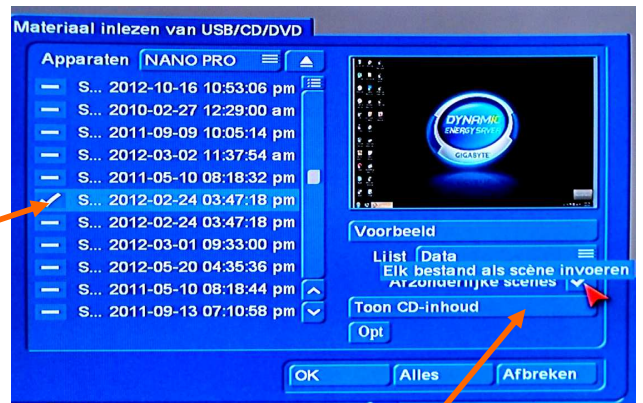 Materiaal inlezen van USB/CD/DVD
Apparaten NANO PRO
S... 2012-10-16 10:53:06 pm
S... 2010-02-27 12:29:00 am
S... 2011-09-09 10:05:14 pm
S... 2012-03-02 11:37:54 am
S... 2011-05-10 08:18:32 pm
S... 2012-02-24 03:47:18 pm
S... 2012-02-24 03:47:18 pm
S... 2012-03-01 09:33:00 pm
S... 2012-05-20 04:35:36 pm
S... 2011-05-10 08:18:44 pm
S... 2011-09-13 07:10:58 pm
DYNAMIC
ENERGY SAVER
GIGABYTE
Voorbeeld
Lijst Data
Elk bestand als scène invoeren
Afzonderlijke scènes
Toon CD-inhoud
Opt
OK Alles Afbreken